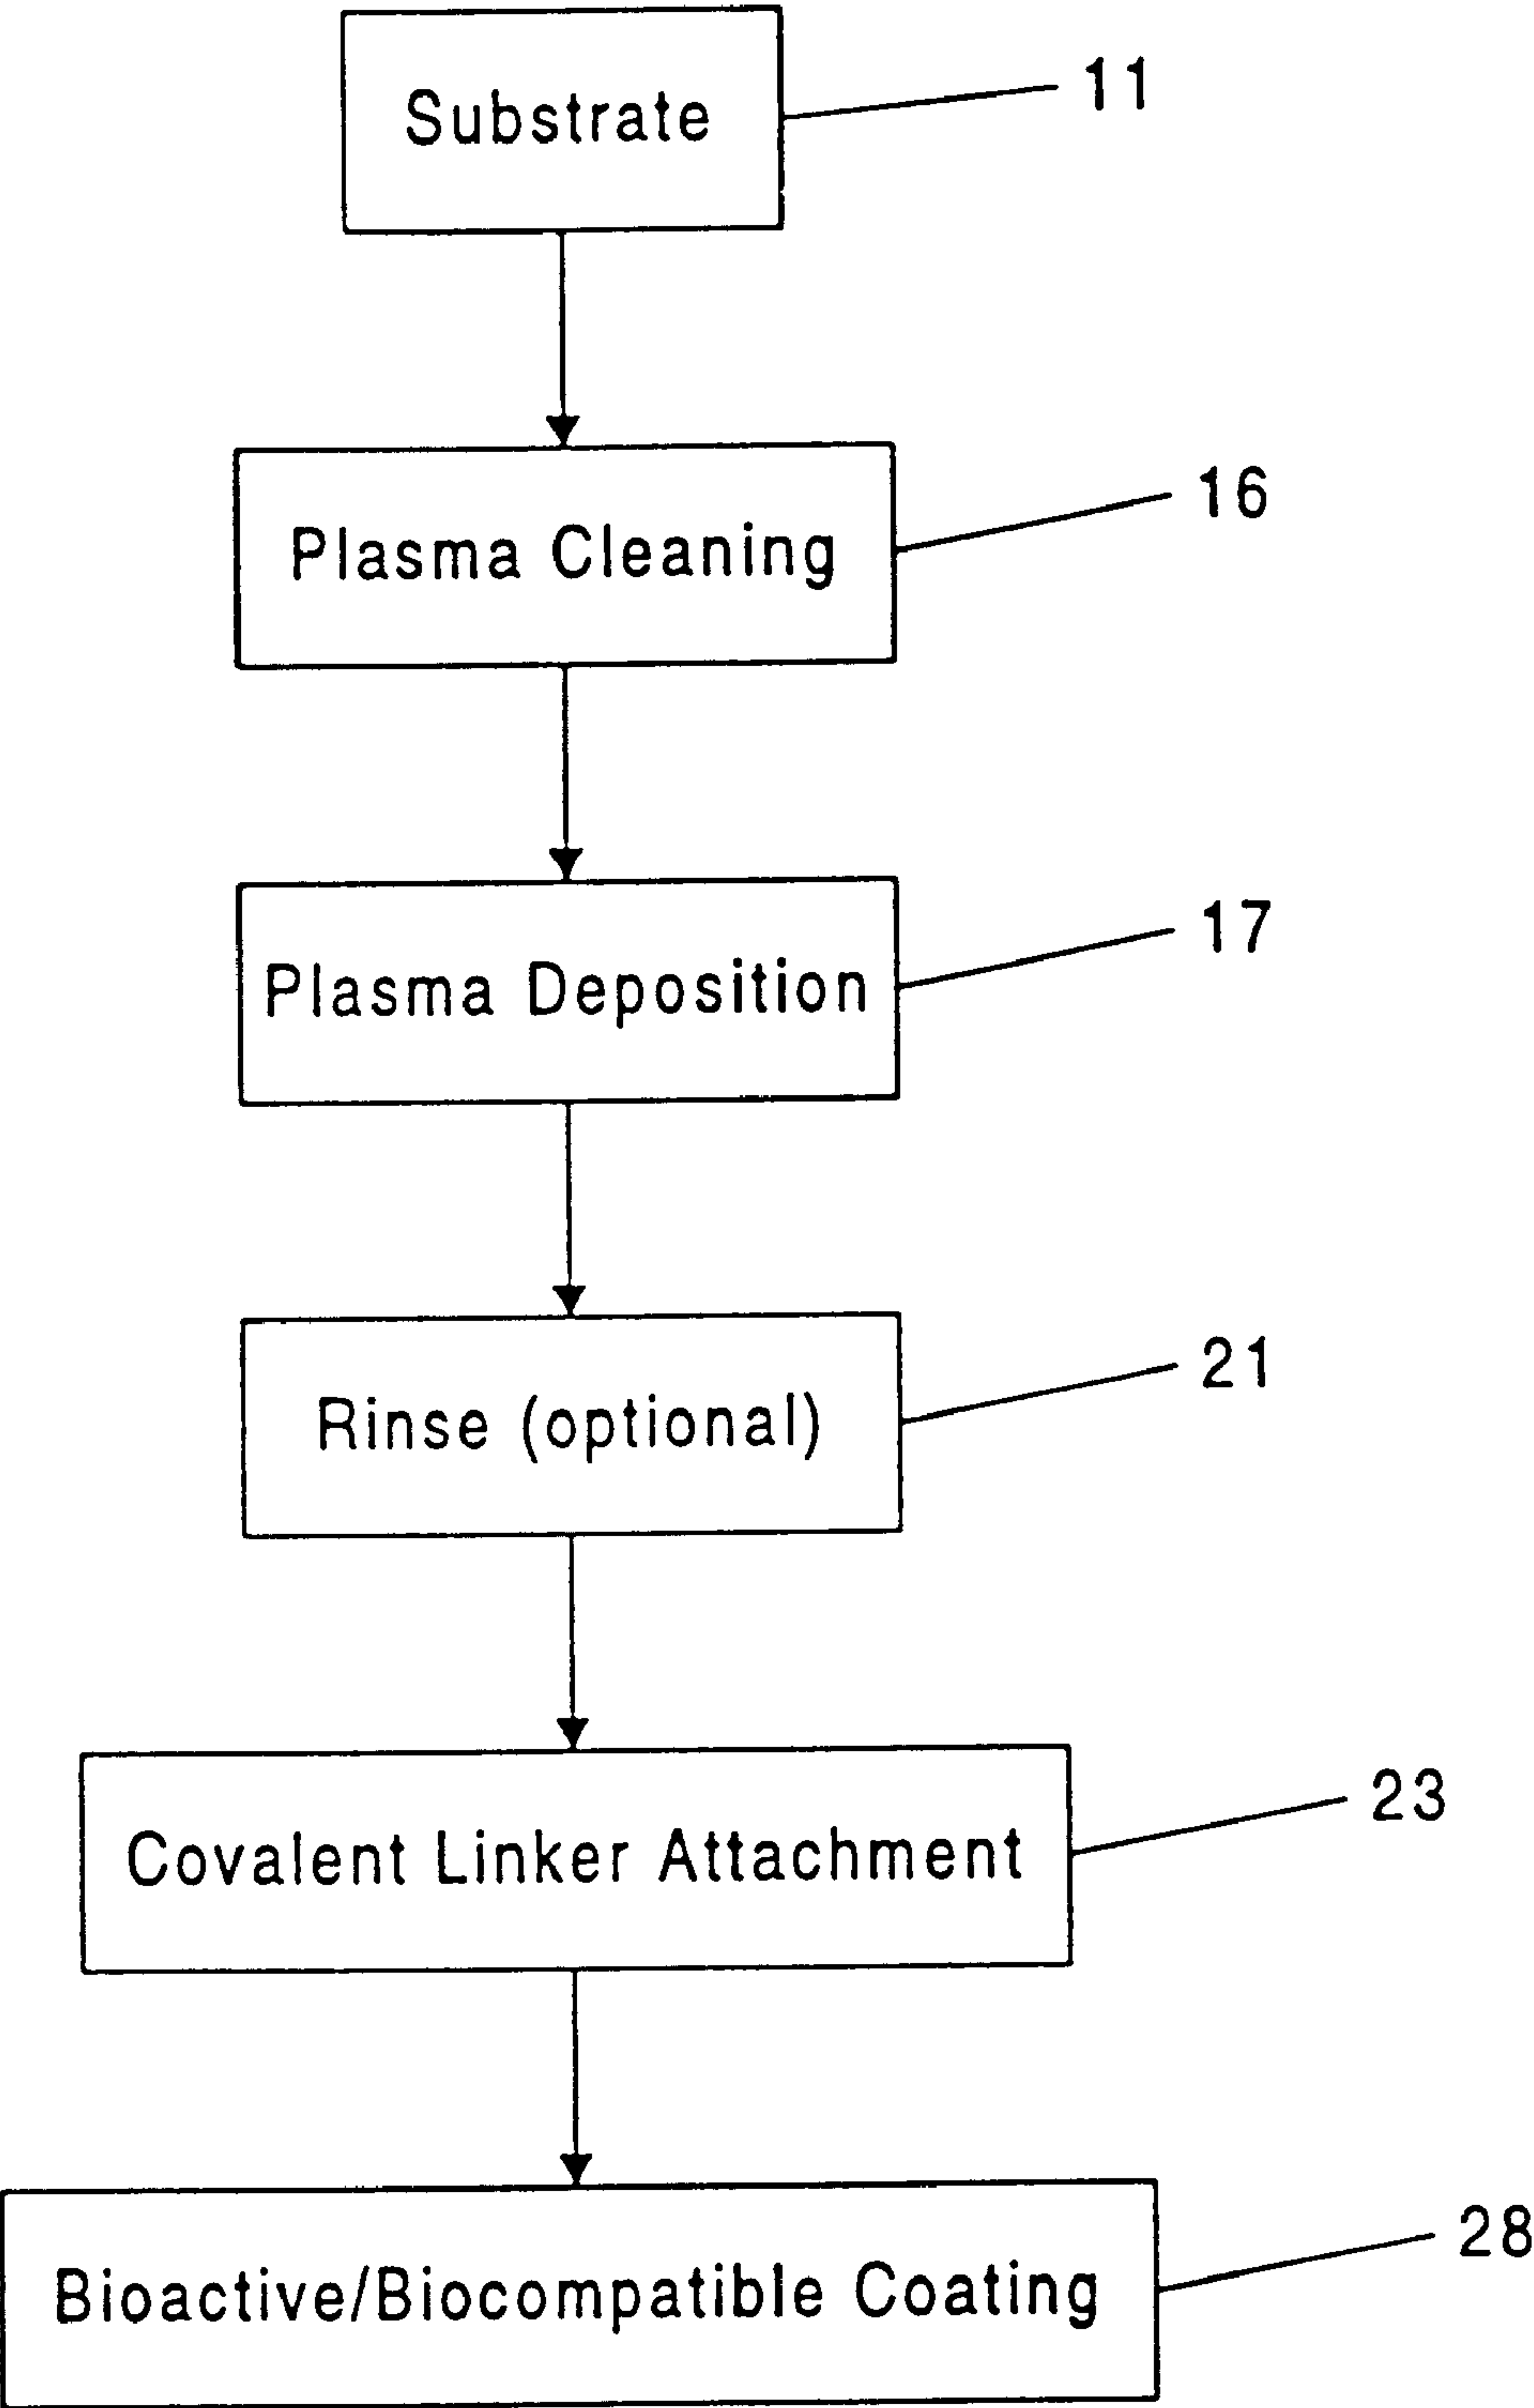 Substrate
11
Plasma Cleaning
16
Plasma Deposition
17
Rinse (optional)
21
Covalent Linker Attachment
23
Bioactive/Biocompatible Coating
28